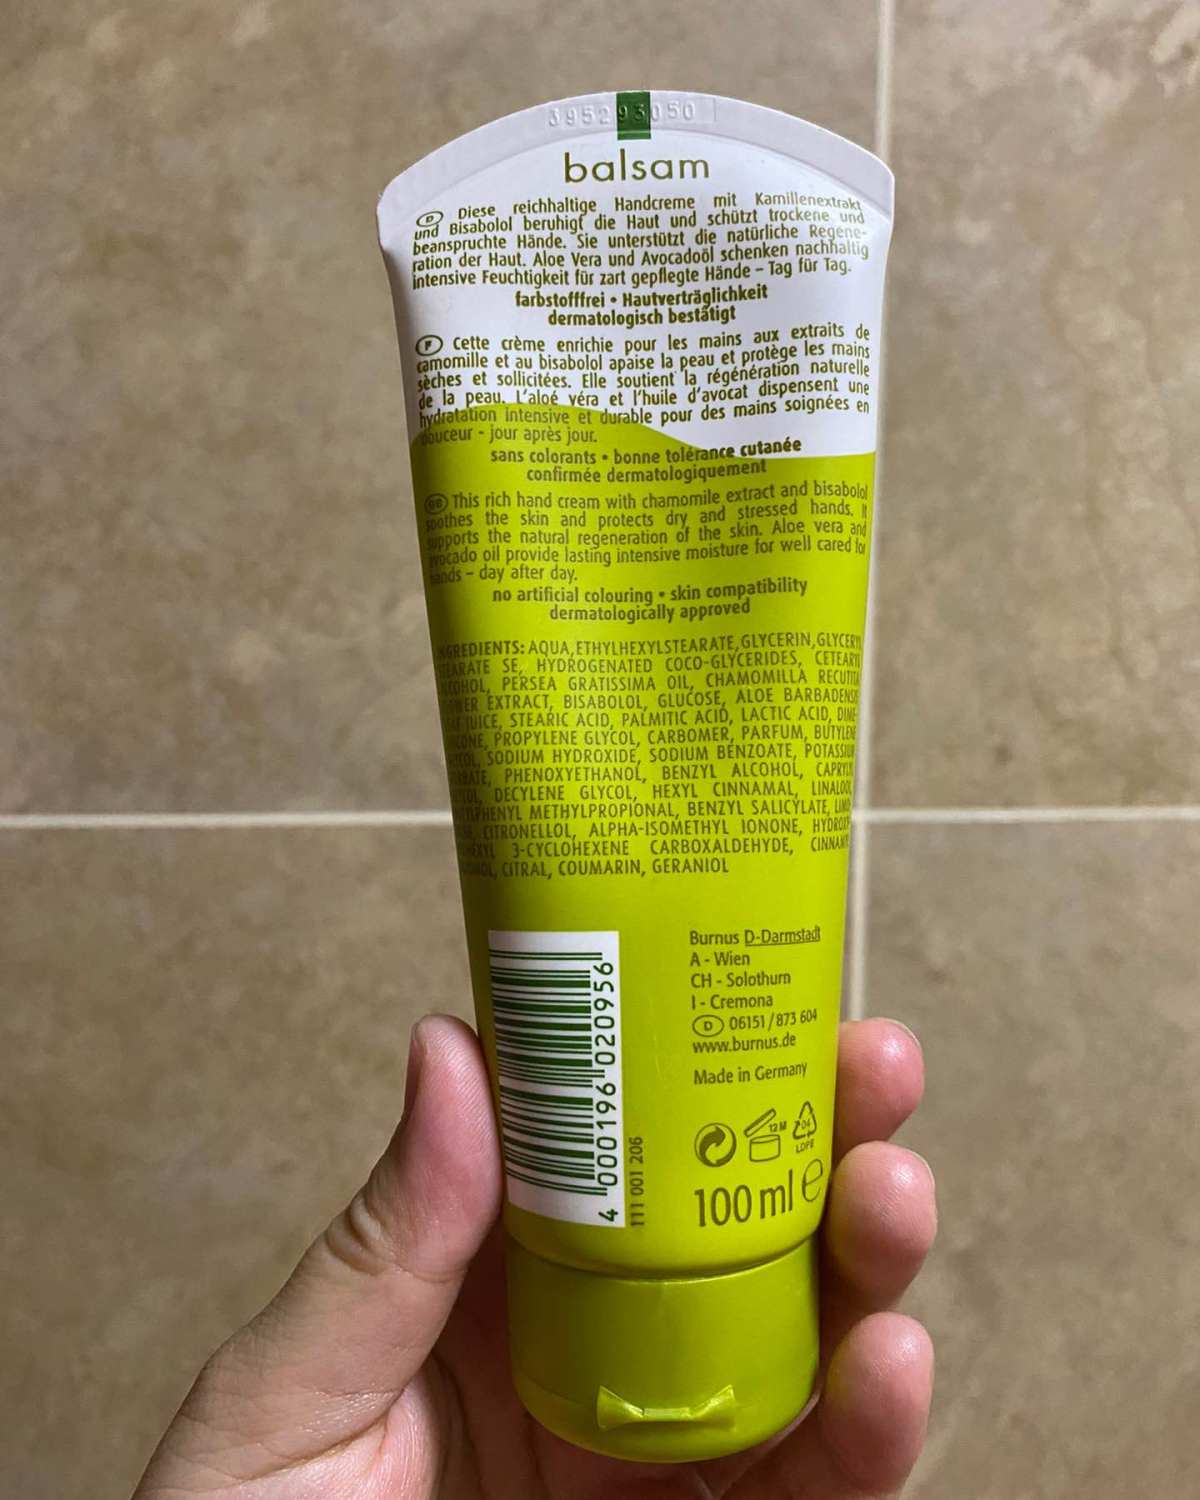 395293050
balsam
D Diese reichhaltige Handcreme mit Kamillenextrakt
und Bisabolol beruhigt die Haut und schützt trockene und
beanspruchte Hände. Sie unterstützt die natürliche Regene-
ration der Haut. Aloe Vera und Avocadoöl schenken nachhaltig
intensive Feuchtigkeit für zart gepflegte Hände – Tag für Tag.
farbstofffrei • Hautverträglichkeit
dermatologisch bestätigt
F Cette crème enrichie pour les mains aux extraits de
camomille et au bisabolol apaise la peau et protège les mains
sèches et sollicitées. Elle soutient la régénération naturelle
de la peau. L'aloé véra et l'huile d'avocat dispensent une
hydratation intensive et durable pour des mains soignées en
douceur - jour après jour.
sans colorants • bonne tolérance cutanée
confirmée dermatologiquement
GB This rich hand cream with chamomile extract and bisabolol
soothes the skin and protects dry and stressed hands. It
supports the natural regeneration of the skin. Aloe vera and
avocado oil provide lasting intensive moisture for well cared for
hands – day after day.
no artificial colouring • skin compatibility
dermatologically approved
INGREDIENTS: AQUA, ETHYLHEXYLSTEARATE, GLYCERIN, GLYCERYL
STEARATE SE, HYDROGENATED COCO-GLYCERIDES, CETEARYL
ALCOHOL, PERSEA GRATISSIMA OIL, CHAMOMILLA RECUTITA
FLOWER EXTRACT, BISABOLOL, GLUCOSE, ALOE BARBADENSIS
JUICE, STEARIC ACID, PALMITIC ACID, LACTIC ACID, DIME-
PROPYLENE GLYCOL, CARBOMER, PARFUM, BUTYLENE
GLYCOL, SODIUM HYDROXIDE, SODIUM BENZOATE, POTASSIUM
PHENOXYETHANOL, BENZYL ALCOHOL, CAPRYLYL
GLYCOL, DECYLENE GLYCOL, HEXYL CINNAMAL, LINALOOL,
METHYLPROPIONAL, BENZYL SALICYLATE, LIMO-
CITRONELLOL, ALPHA-ISOMETHYL IONONE, HYDROXY-
3-CYCLOHEXENE CARBOXALDEHYDE, CINNAMYL
ALCOHOL, CITRAL, COUMARIN, GERANIOL
Burnus D-Darmstadt
A - Wien
CH - Solothurn
I - Cremona
D 06151/873 604
www.burnus.de
Made in Germany
12 M
04
LDPE
100 ml e
4 000196 020956
111 001 206